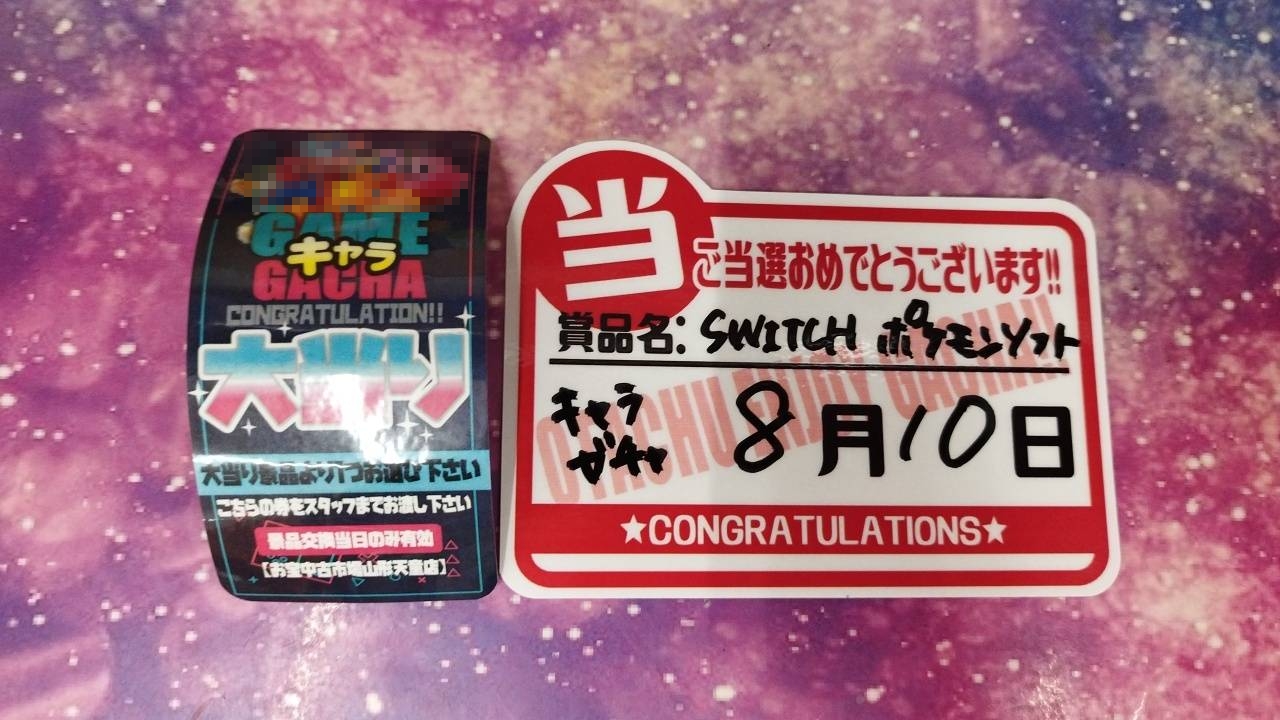 GAME
キャラ
GACHA
CONGRATULATION!!
大当り
大当り景品より1つお選び下さい
こちらの券をスタッフまでお渡し下さい
景品交換当日のみ有効
【お宝中古市場山形天童店】
当
ご当選おめでとうございます!!
賞品名: SWITCH ポケモンソフト
キャラ
ガチャ
8月10日
OTACHU ENJOY GACHA!!
★CONGRATULATIONS★